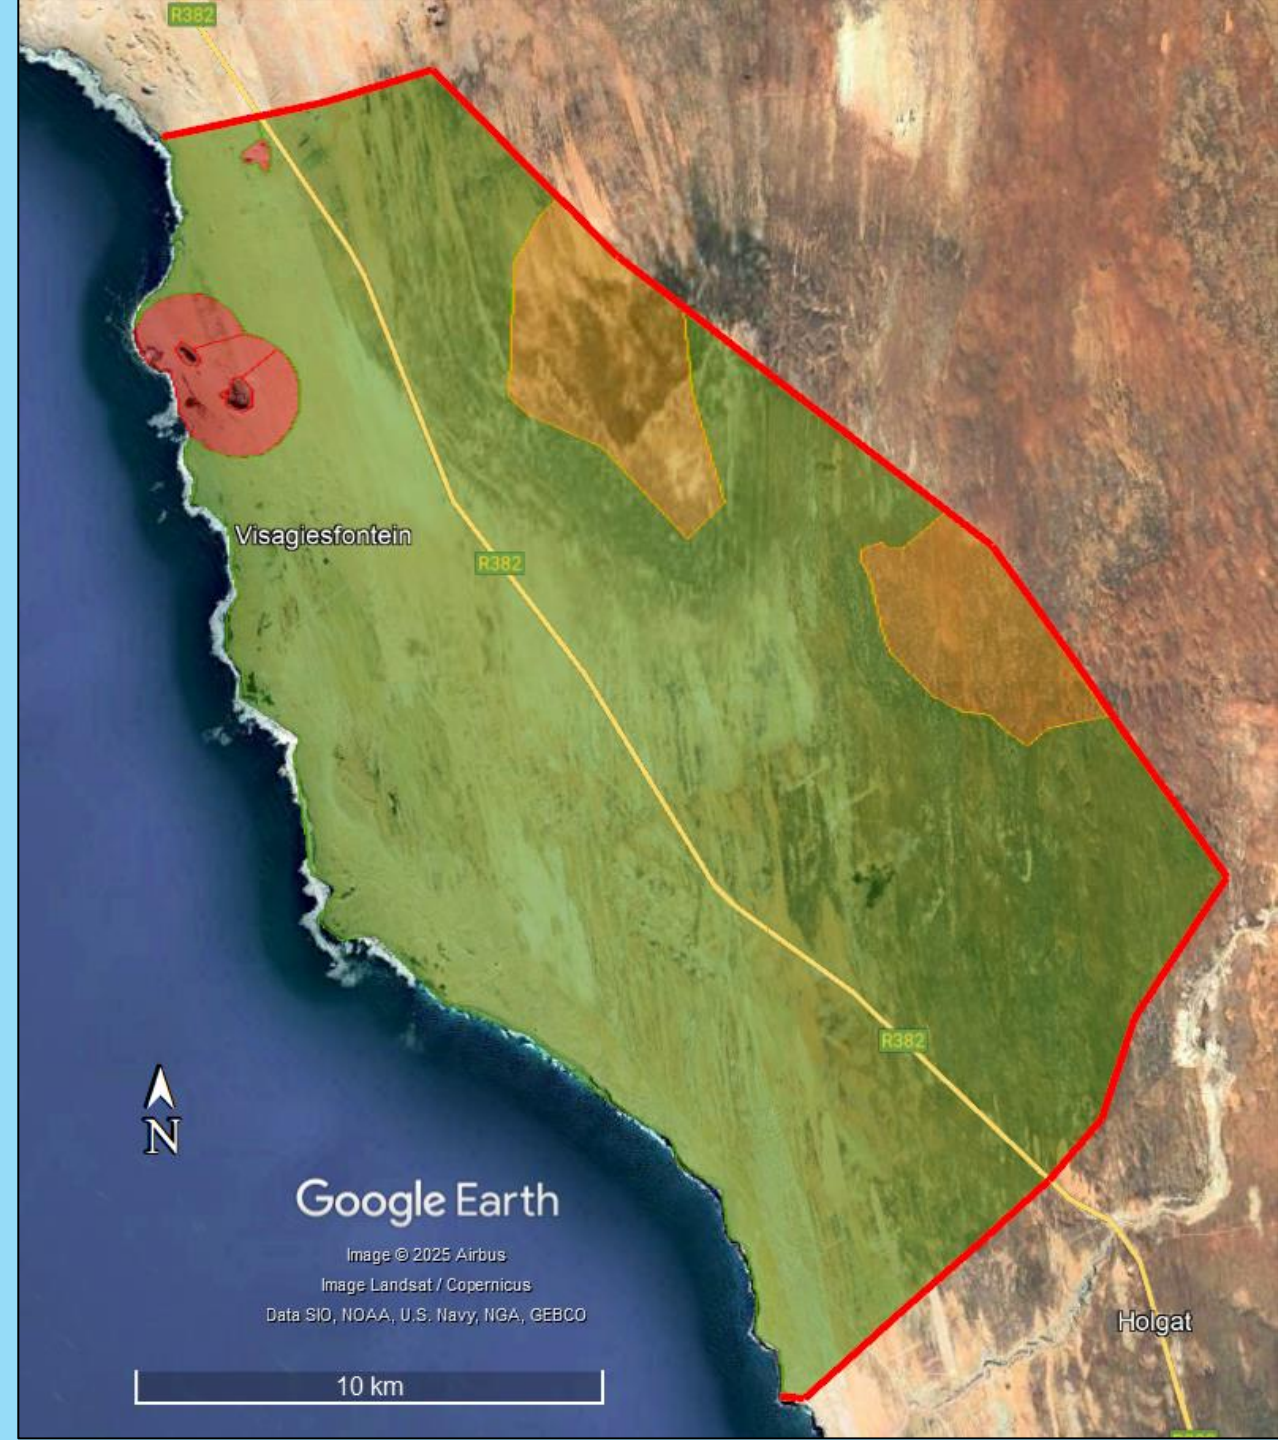 R382
Visagiesfontein
R382
R382
N
Google Earth
Image © 2025 Airbus
Image Landsat / Copernicus
Data SIO, NOAA, U.S. Navy, NGA, GEBCO
Holgat
10 km